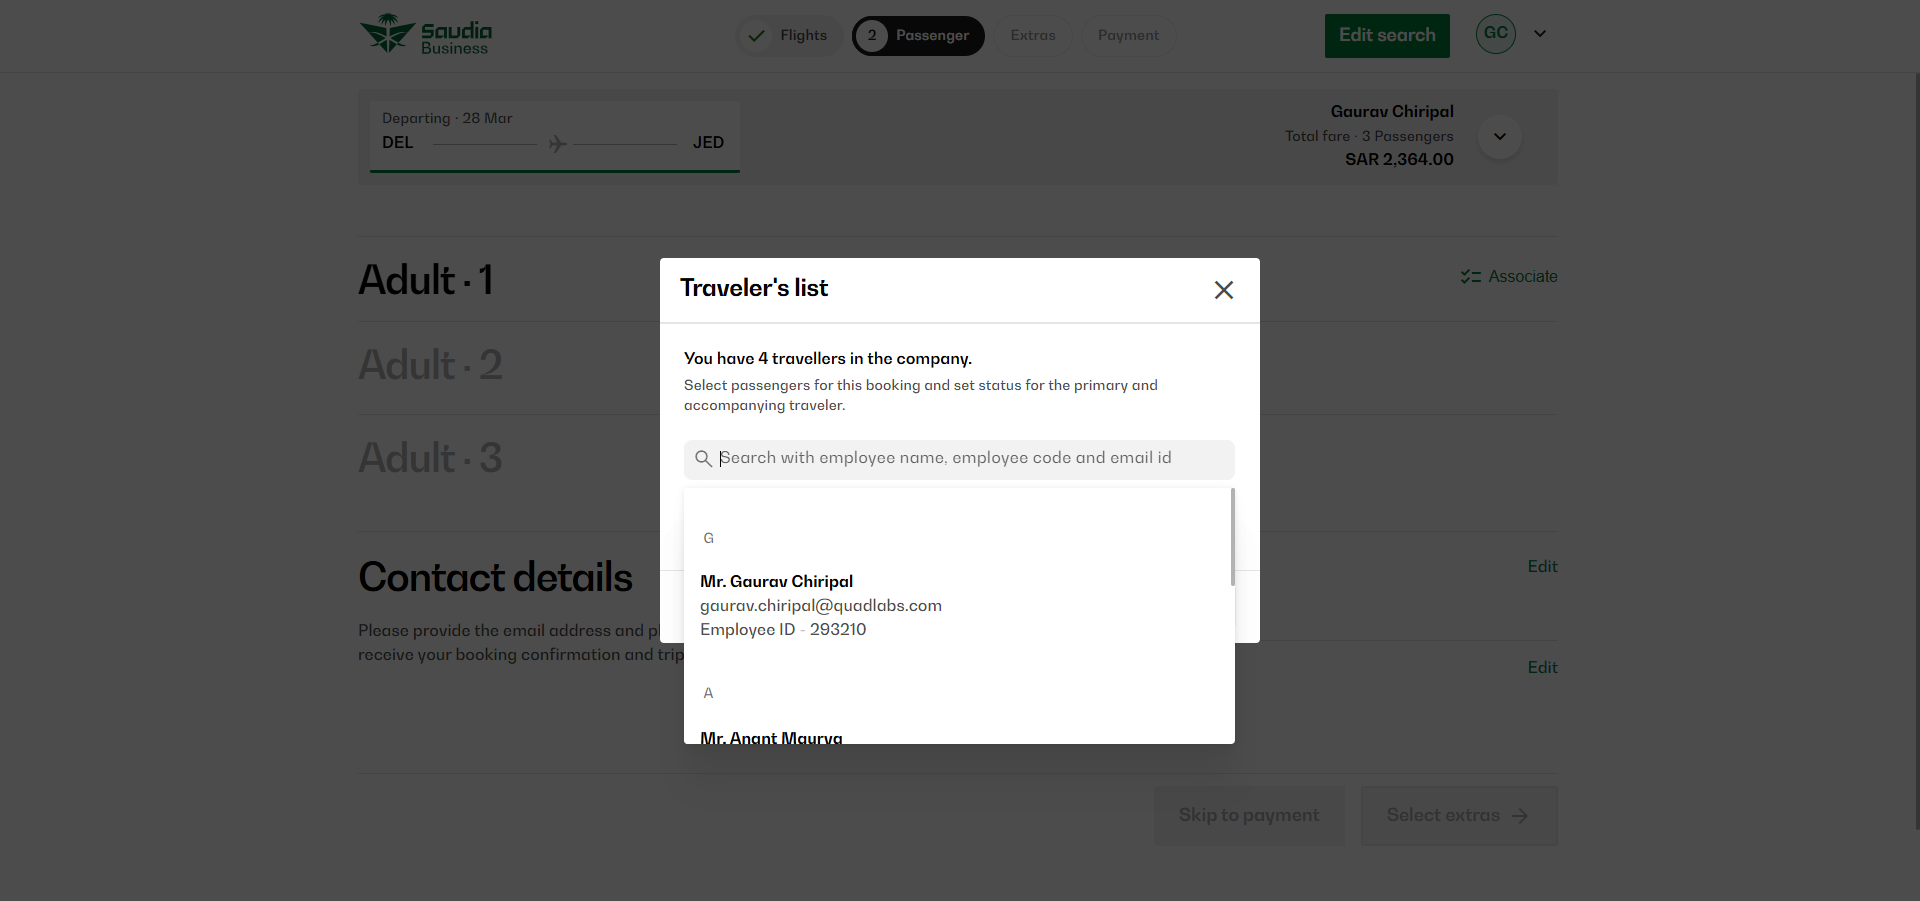 Saudia
Business
Flights
2 Passenger
Extras
Payment
Edit search
GC
Departing · 28 Mar
DEL
JED
Gaurav Chiripal
Total fare · 3 Passengers
SAR 2,364.00
Adult · 1
Associate
Adult · 2
Adult · 3
Traveler's list
You have 4 travellers in the company.
Select passengers for this booking and set status for the primary and
accompanying traveler.
Search with employee name, employee code and email id
G
Mr. Gaurav Chiripal
gaurav.chiripal@quadlabs.com
Employee ID - 293210
A
Mr. Anant Maurya
Contact details
Edit
Please provide the email address and
receive your booking confirmation and trip
Edit
Skip to payment
Select extras